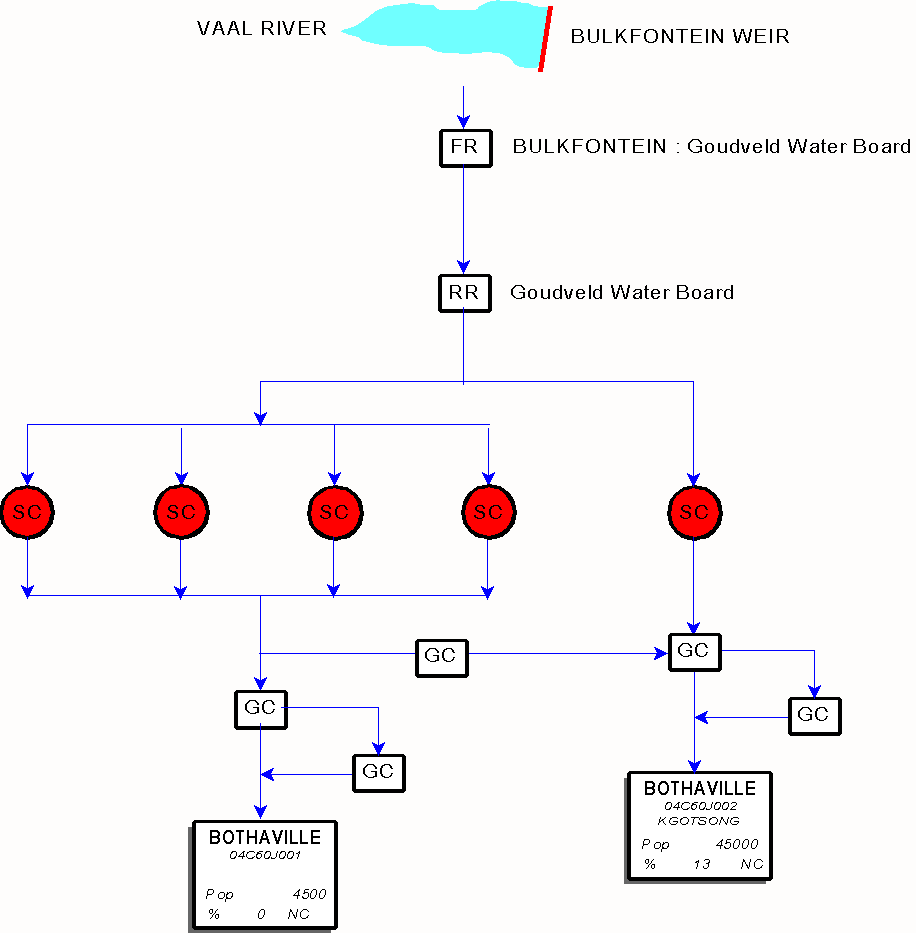 VAAL RIVER
BULKFONTEIN WEIR
FR
BULKFONTEIN : Goudveld Water Board
RR
Goudveld Water Board
SC
SC
SC
SC
SC
GC
GC
GC
GC
GC
BOTHAVILLE
04C60J002
KGOTSONG
Pop 45000
% 13 NC
BOTHAVILLE
04C60J001
Pop 4500
% 0 NC